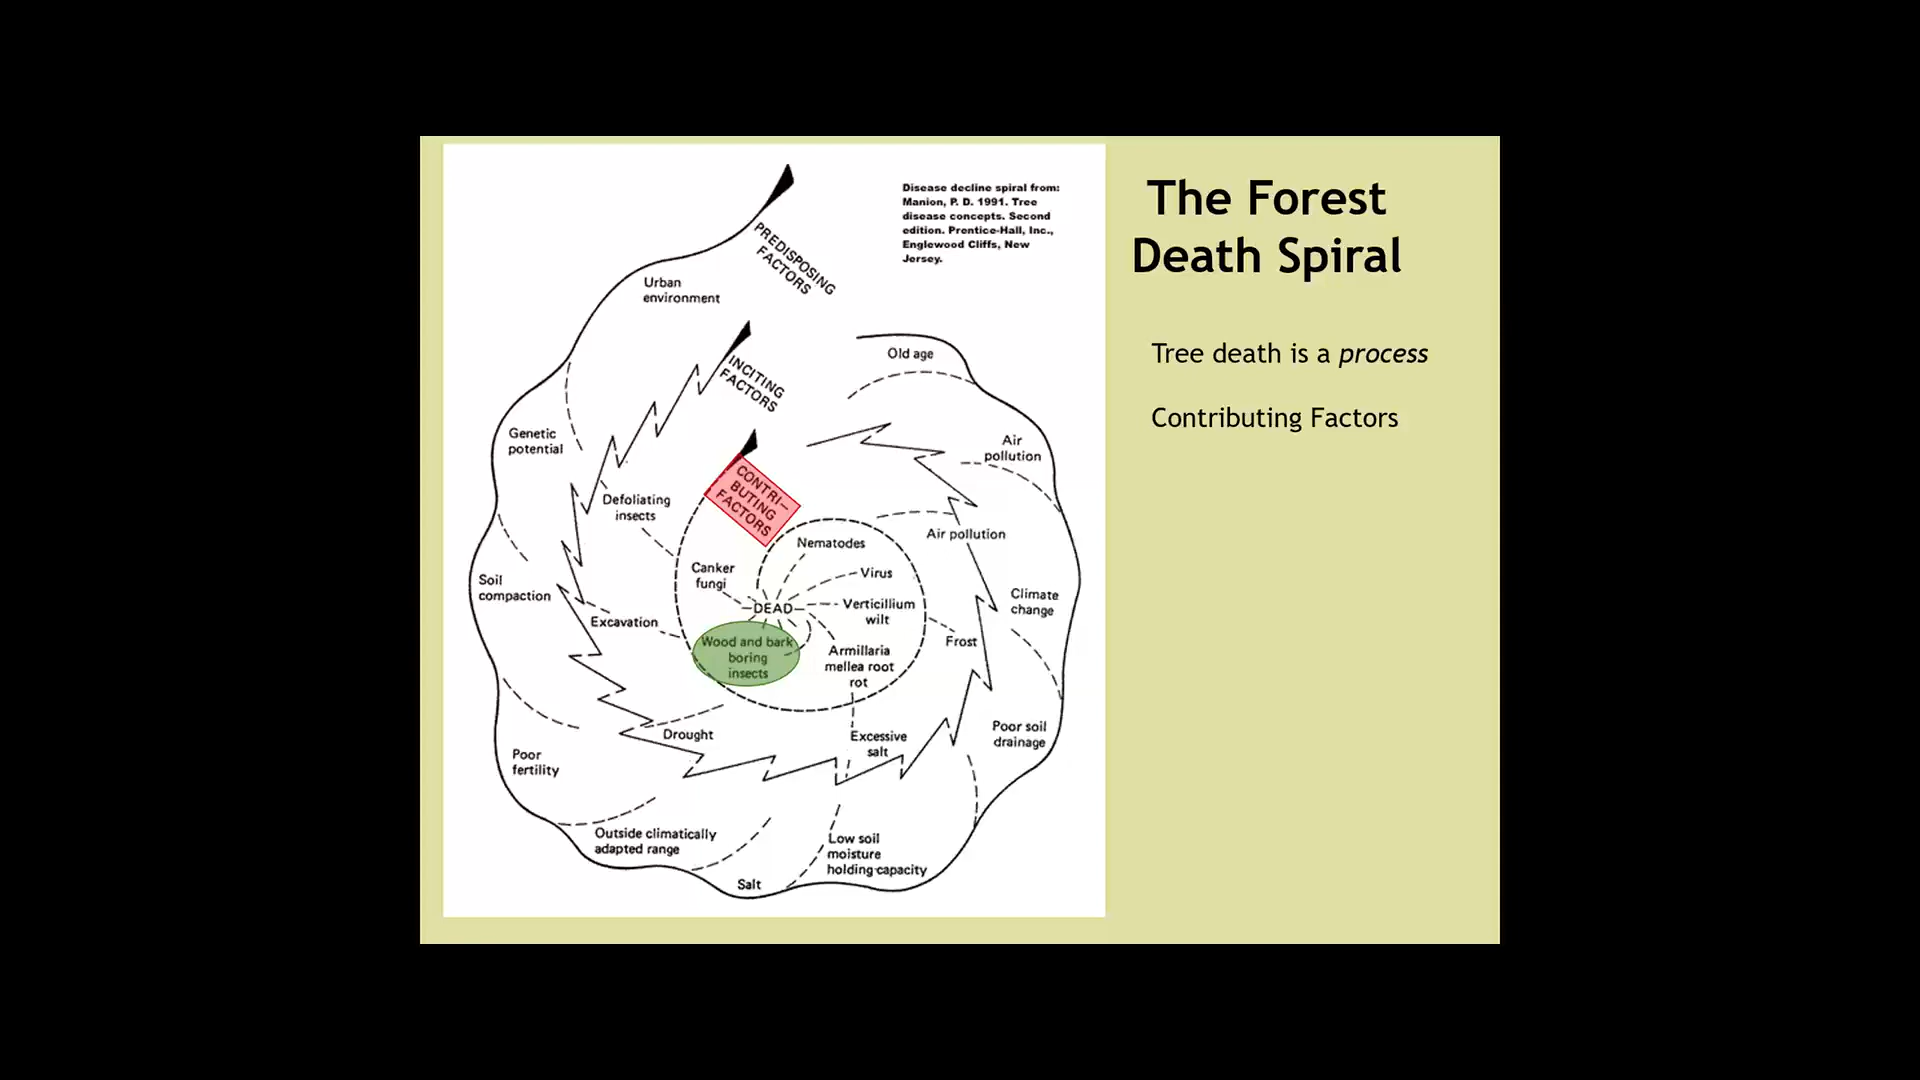 Disease decline spiral from:
Manion, P. D. 1991. Tree
disease concepts. Second
edition. Prentice-Hall, Inc.,
Englewood Cliffs, New
Jersey.
PREDISPOSING
FACTORS
Urban
environment
INCITING
FACTORS
Old age
Genetic
potential
Air
pollution
CONTRI–
BUTING
FACTORS
Defoliating
insects
Air pollution
Nematodes
Canker
fungi
Virus
Soil
compaction
Climate
change
DEAD
Verticillium
wilt
Excavation
Frost
Wood and bark
boring
insects
Armillaria
mellea root
rot
Drought
Excessive
salt
Poor soil
drainage
Poor
fertility
Outside climatically
adapted range
Low soil
moisture
holding capacity
Salt
The Forest
Death Spiral
Tree death is a process
Contributing Factors